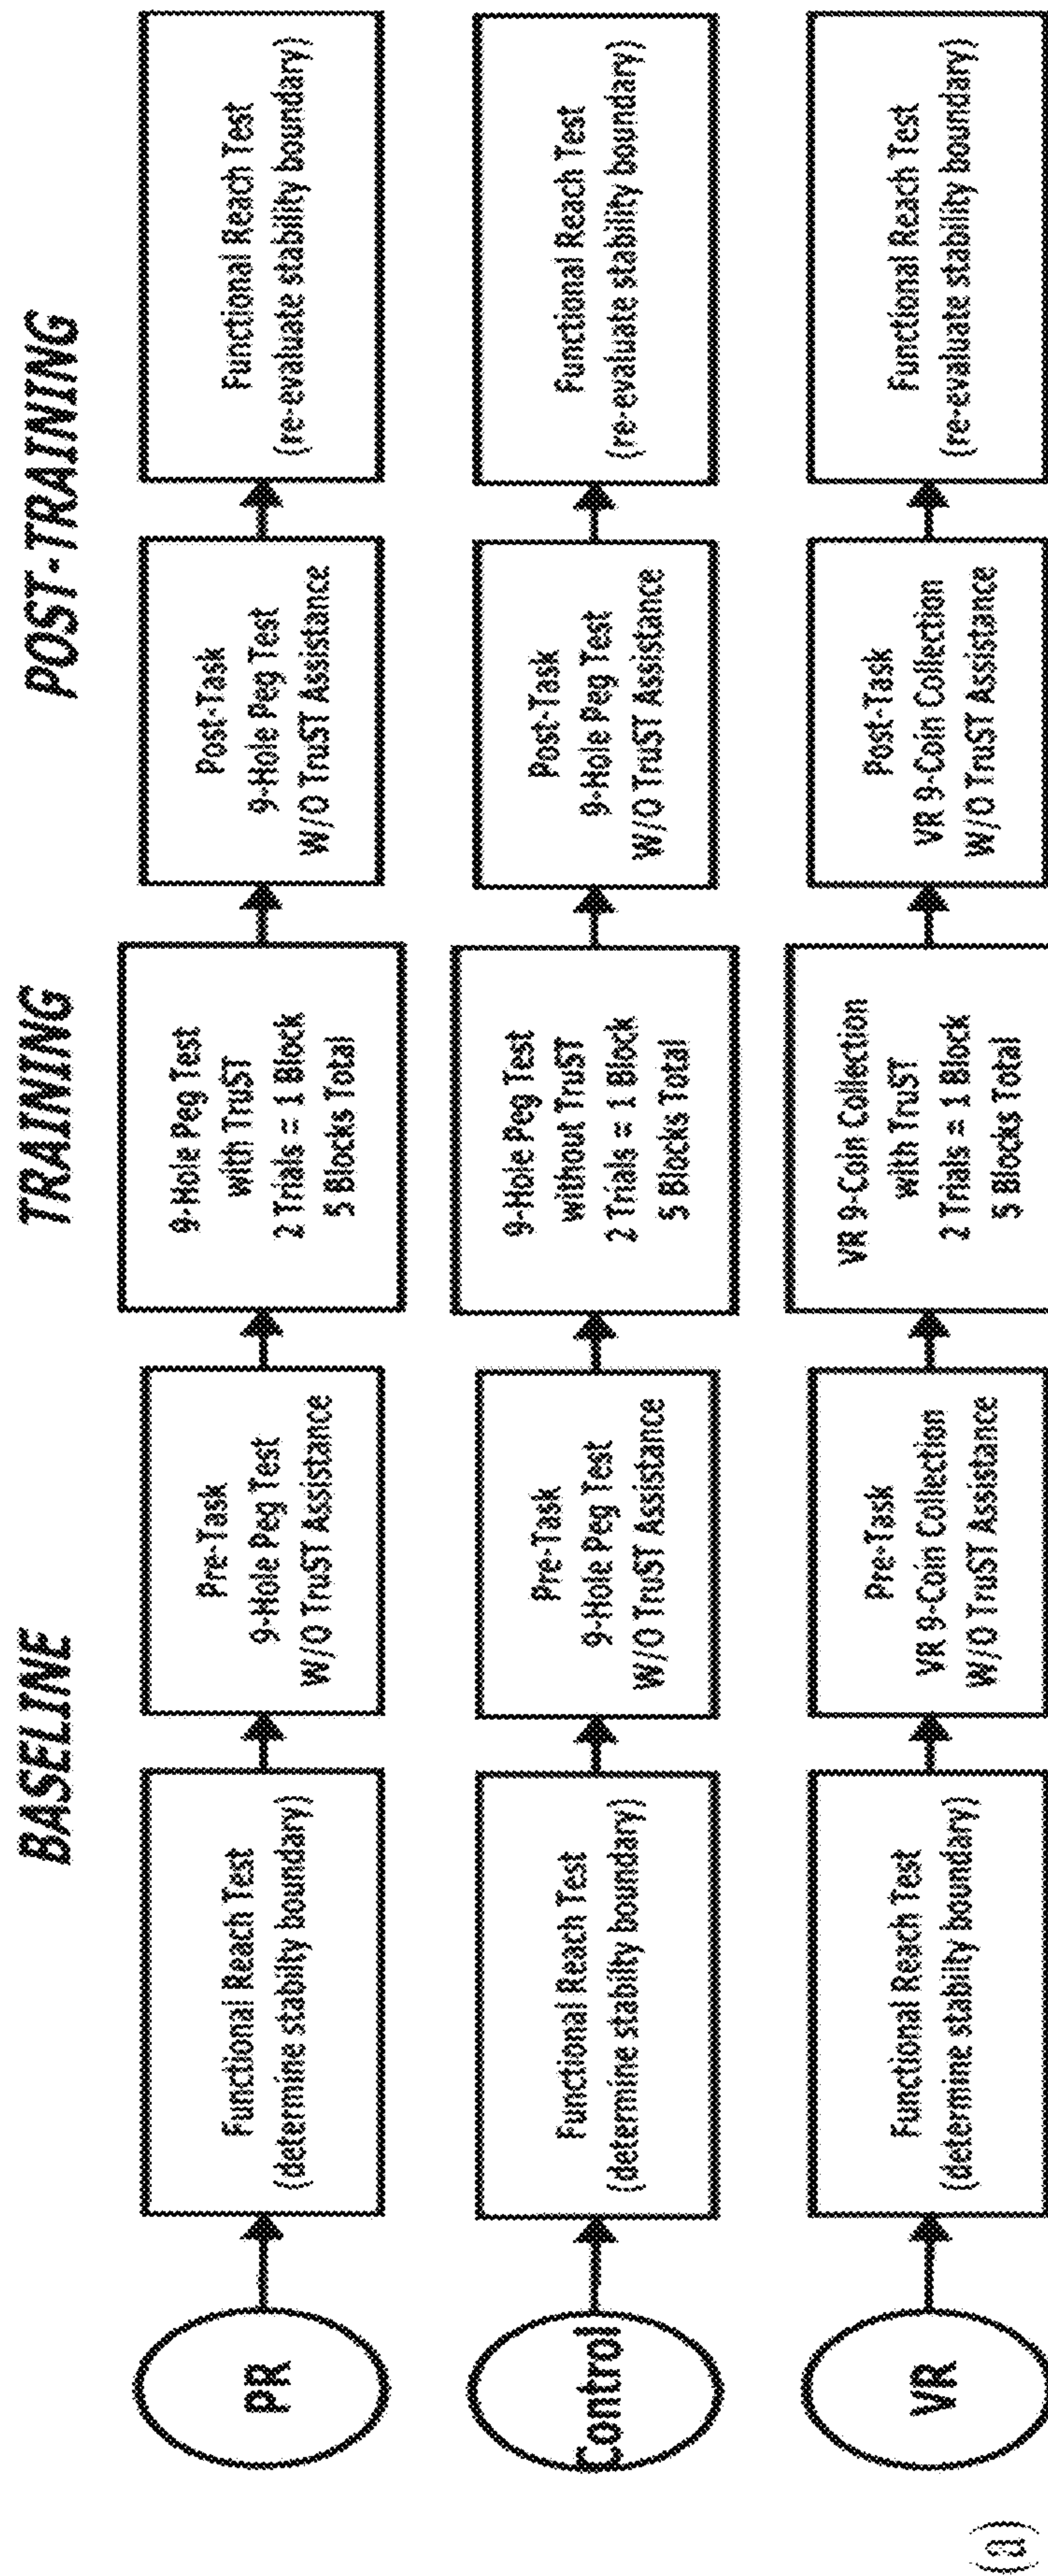 BASELINE
TRAINING
POST-TRAINING
PR
Functional Reach Test
(determine stabilty boundary)
Pre-Task
9-Hole Peg Test
W/O TruST Assistance
9-Hole Peg Test
with TruST
2 Trials = 1 Block
5 Blocks Total
Post-Task
9-Hole Peg Test
W/O TruST Assistance
Functional Reach Test
(re-evaluate stability boundary)
Control
Functional Reach Test
(determine stabilty boundary)
Pre-Task
9-Hole Peg Test
W/O TruST Assistance
9-Hole Peg Test
without TruST
2 Trials = 1 Block
5 Blocks Total
Post-Task
9-Hole Peg Test
W/O TruST Assistance
Functional Reach Test
(re-evaluate stability boundary)
VR
Functional Reach Test
(determine stability boundary)
Pre-Task
VR 9-Coin Collection
W/O TruST Assistance
VR 9-Coin Collection
with TruST
2 Trials = 1 Block
5 Blocks Total
Post-Task
VR 9-Coin Collection
W/O TruST Assistance
Functional Reach Test
(re-evaluate stability boundary)
(a)